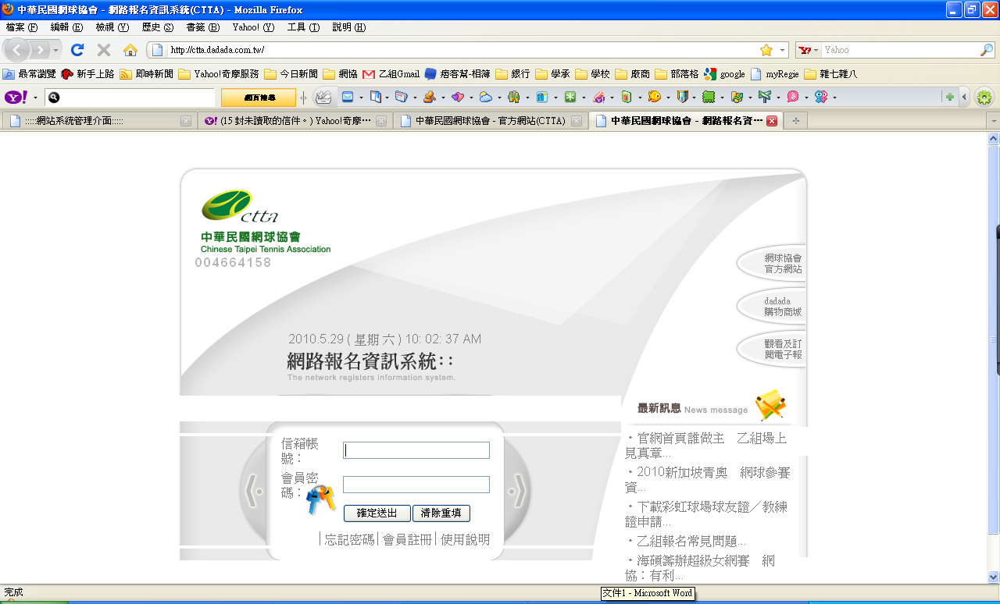 中華民國網球協會 - 網路報名資訊系統(CTTA) - Mozilla Firefox
檔案 (F) 編輯 (E) 檢視 (V) 歷史 (S) 書籤 (B) Yahoo! (Y) 工具 (T) 說明 (H)
http://ctta.dadada.com.tw/ Yahoo
最常瀏覽 新手上路 即時新聞 Yahoo!奇摩服務 今日新聞 網協 乙組Gmail 痞客幫-相簿 銀行 學承 學校 廠商 部落格 google myRegie 雜七雜八
Y! 網頁搜尋
:::::網站系統管理介面::::: (15 封未讀取的信件。) Yahoo!奇摩… 中華民國網球協會 - 官方網站(CTTA) 中華民國網球協會 - 網路報名資…
ctta
中華民國網球協會
Chinese Taipei Tennis Association
004664158
網球協會
官方網站
dadada
購物商城
觀看及訂
閱電子報
2010.5.29 ( 星期 六 ) 10: 02: 37 AM
網路報名資訊系統::
The network registers information system.
最新訊息 News message
信箱帳
號：
會員密
碼：
確定送出 清除重填
│忘記密碼│會員註冊│使用說明
‧官網首頁誰做主 乙組場上
見真章...
‧2010新加坡青奧 網球參賽
資...
‧下載彩虹球場球友證／教練
證申請...
‧乙組報名常見問題...
‧海碩籌辦超級女網賽 網
協：有利...
完成
文件1 - Microsoft Word